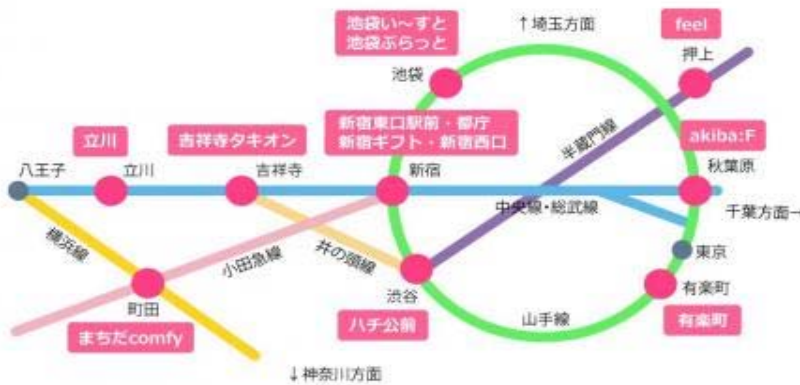 池袋い～すと
池袋ぷらっと
↑埼玉方面
feel
押上
池袋
新宿東口駅前・都庁
新宿ギフト・新宿西口
半蔵門線
akiba:F
立川
吉祥寺タキオン
八王子
立川
吉祥寺
新宿
秋葉原
中央線・総武線
千葉方面→
横浜線
小田急線
井の頭線
東京
渋谷
有楽町
町田
ハチ公前
山手線
有楽町
まちだcomfy
↓神奈川方面